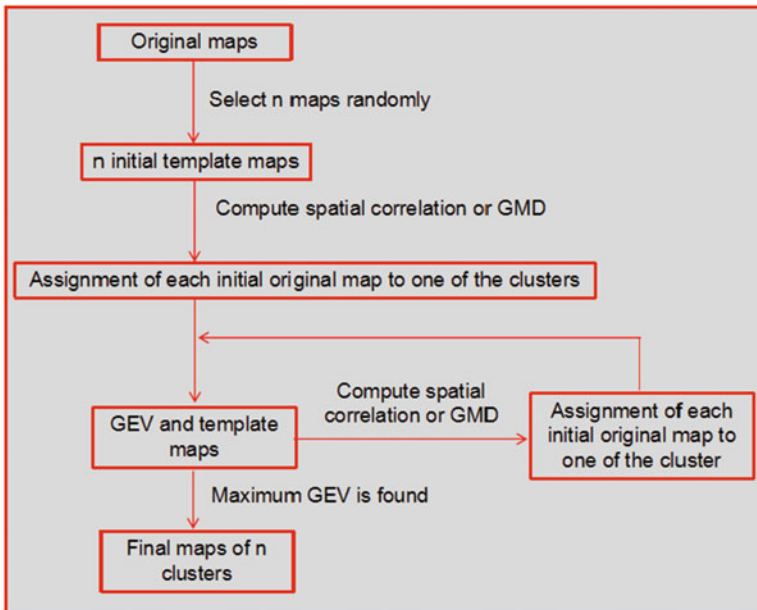 Original maps
Select n maps randomly
n initial template maps
Compute spatial correlation or GMD
Assignment of each initial original map to one of the clusters
GEV and template
maps
Compute spatial
correlation or GMD
Assignment of each
initial original map to
one of the cluster
Maximum GEV is found
Final maps of n
clusters